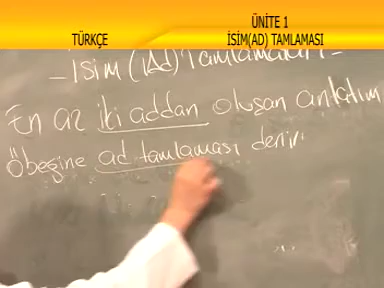 ÜNİTE 1
TÜRKÇE
İSİM(AD) TAMLAMASI
- İsim (Ad) Tamlamaları -
En az iki addan oluşan anlatım
öbeğine ad tamlaması denir.